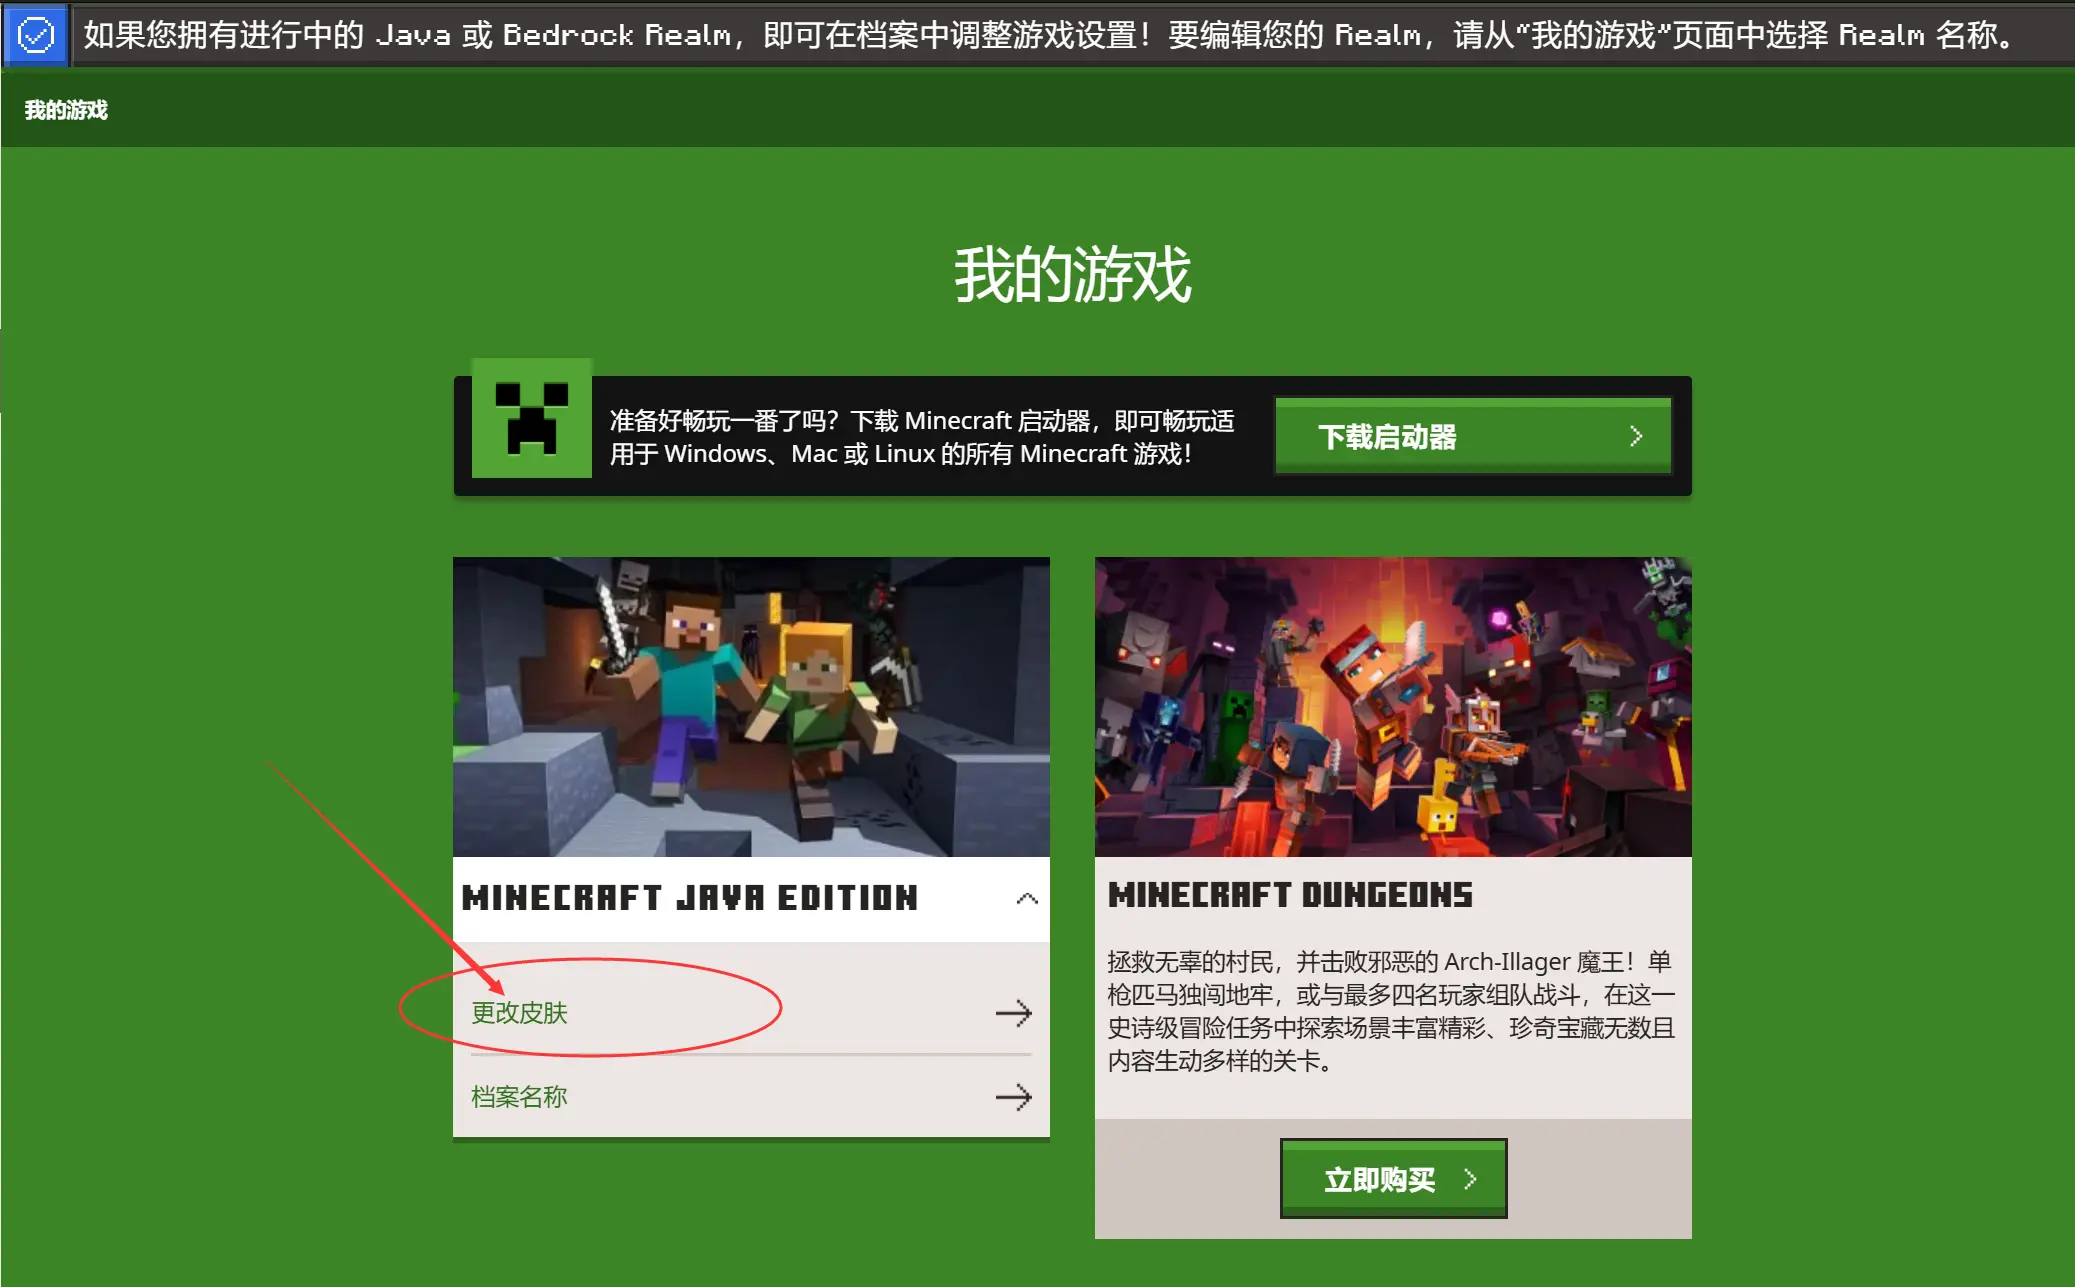 如果您拥有进行中的 Java 或 Bedrock Realm，即可在档案中调整游戏设置！要编辑您的 Realm，请从“我的游戏”页面中选择 Realm 名称。
我的游戏
我的游戏
准备好畅玩一番了吗？下载 Minecraft 启动器，即可畅玩适
用于 Windows、Mac 或 Linux 的所有 Minecraft 游戏！
下载启动器
MINECRAFT JAVA EDITION
更改皮肤
档案名称
MINECRAFT DUNGEONS
拯救无辜的村民，并击败邪恶的 Arch-Illager 魔王！单
枪匹马独闯地牢，或与最多四名玩家组队战斗，在这一
史诗级冒险任务中探索场景丰富精彩、珍奇宝藏无数且
内容生动多样的关卡。
立即购买